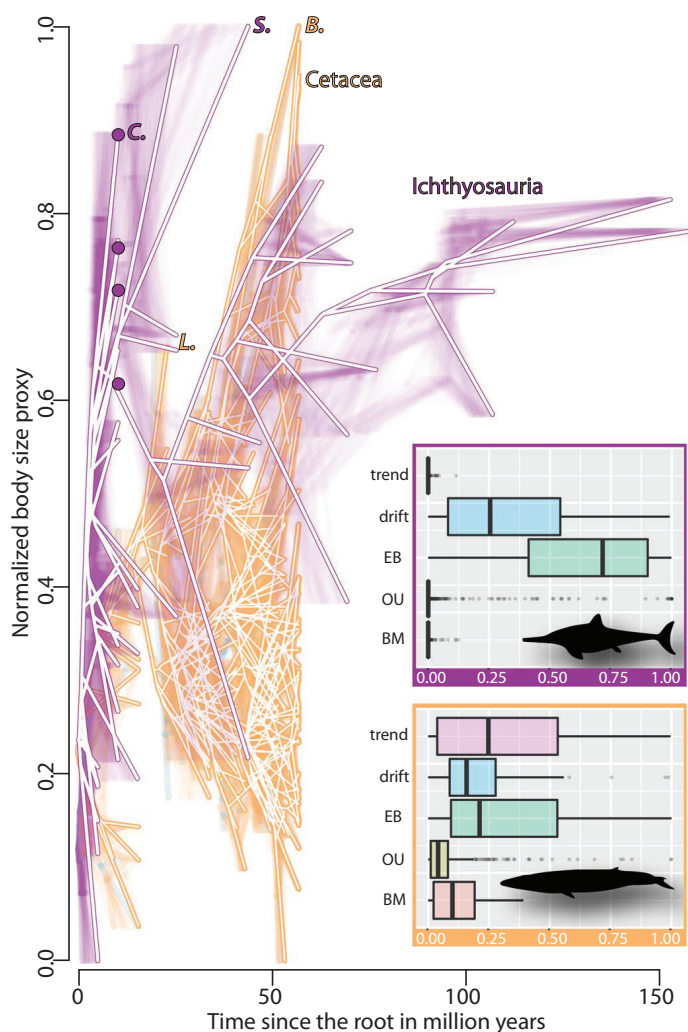 S.
B.
Cetacea
C.
Ichthyosauria
L.
Normalized body size proxy
1.0
0.8
0.6
0.4
0.2
0.0
trend
drift
EB
OU
BM
0.00 0.25 0.50 0.75 1.00
trend
drift
EB
OU
BM
0.00 0.25 0.50 0.75 1.00
0 50 100 150
Time since the root in million years